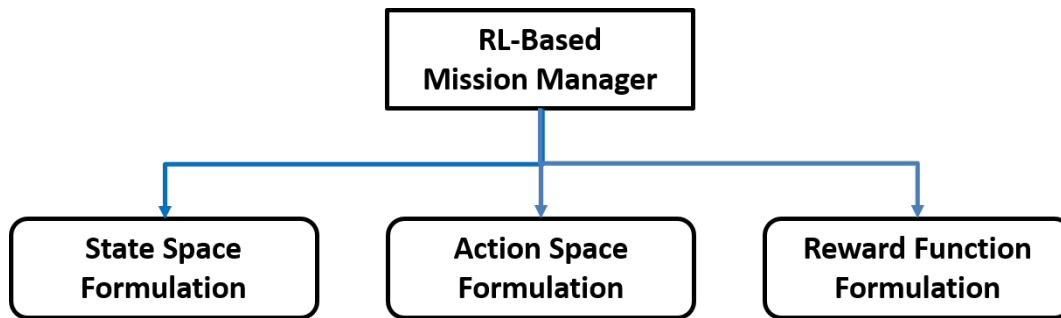 RL-Based
Mission Manager
State Space
Formulation
Action Space
Formulation
Reward Function
Formulation